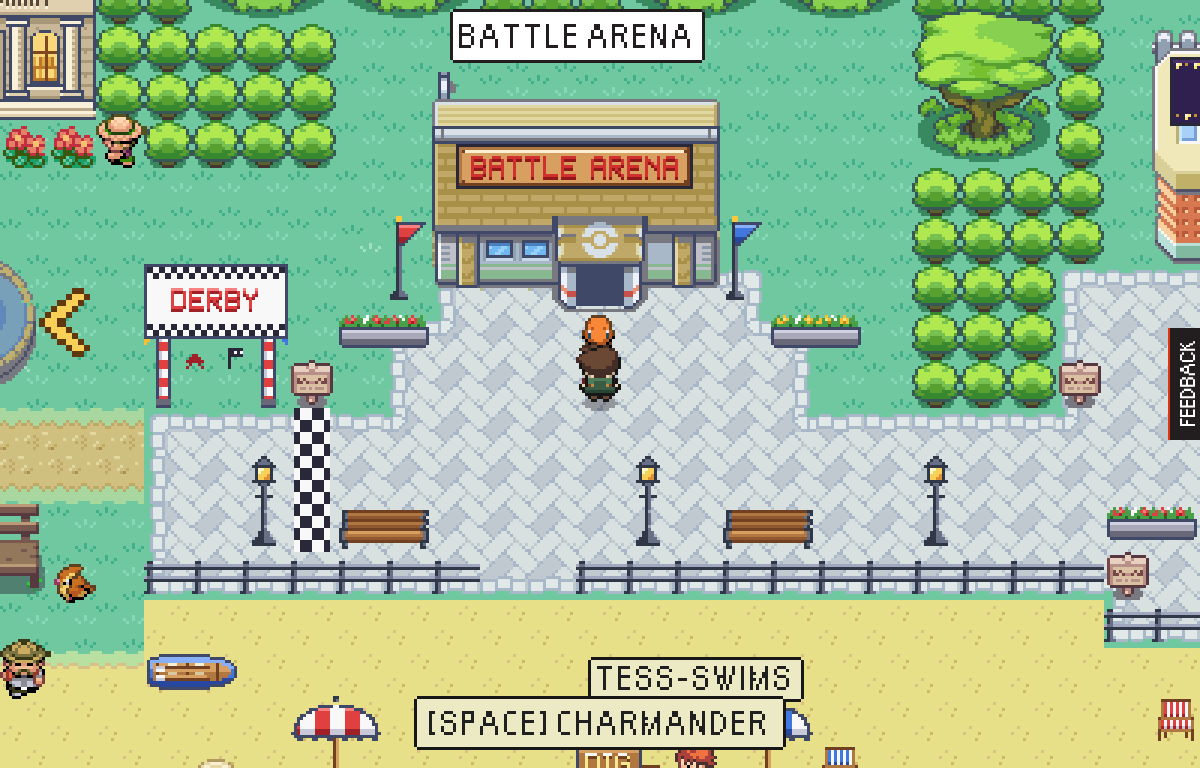 BATTLE ARENA
BATTLE ARENA
DERBY
FEEDBACK
TESS-SWIMS
[SPACE] CHARMANDER